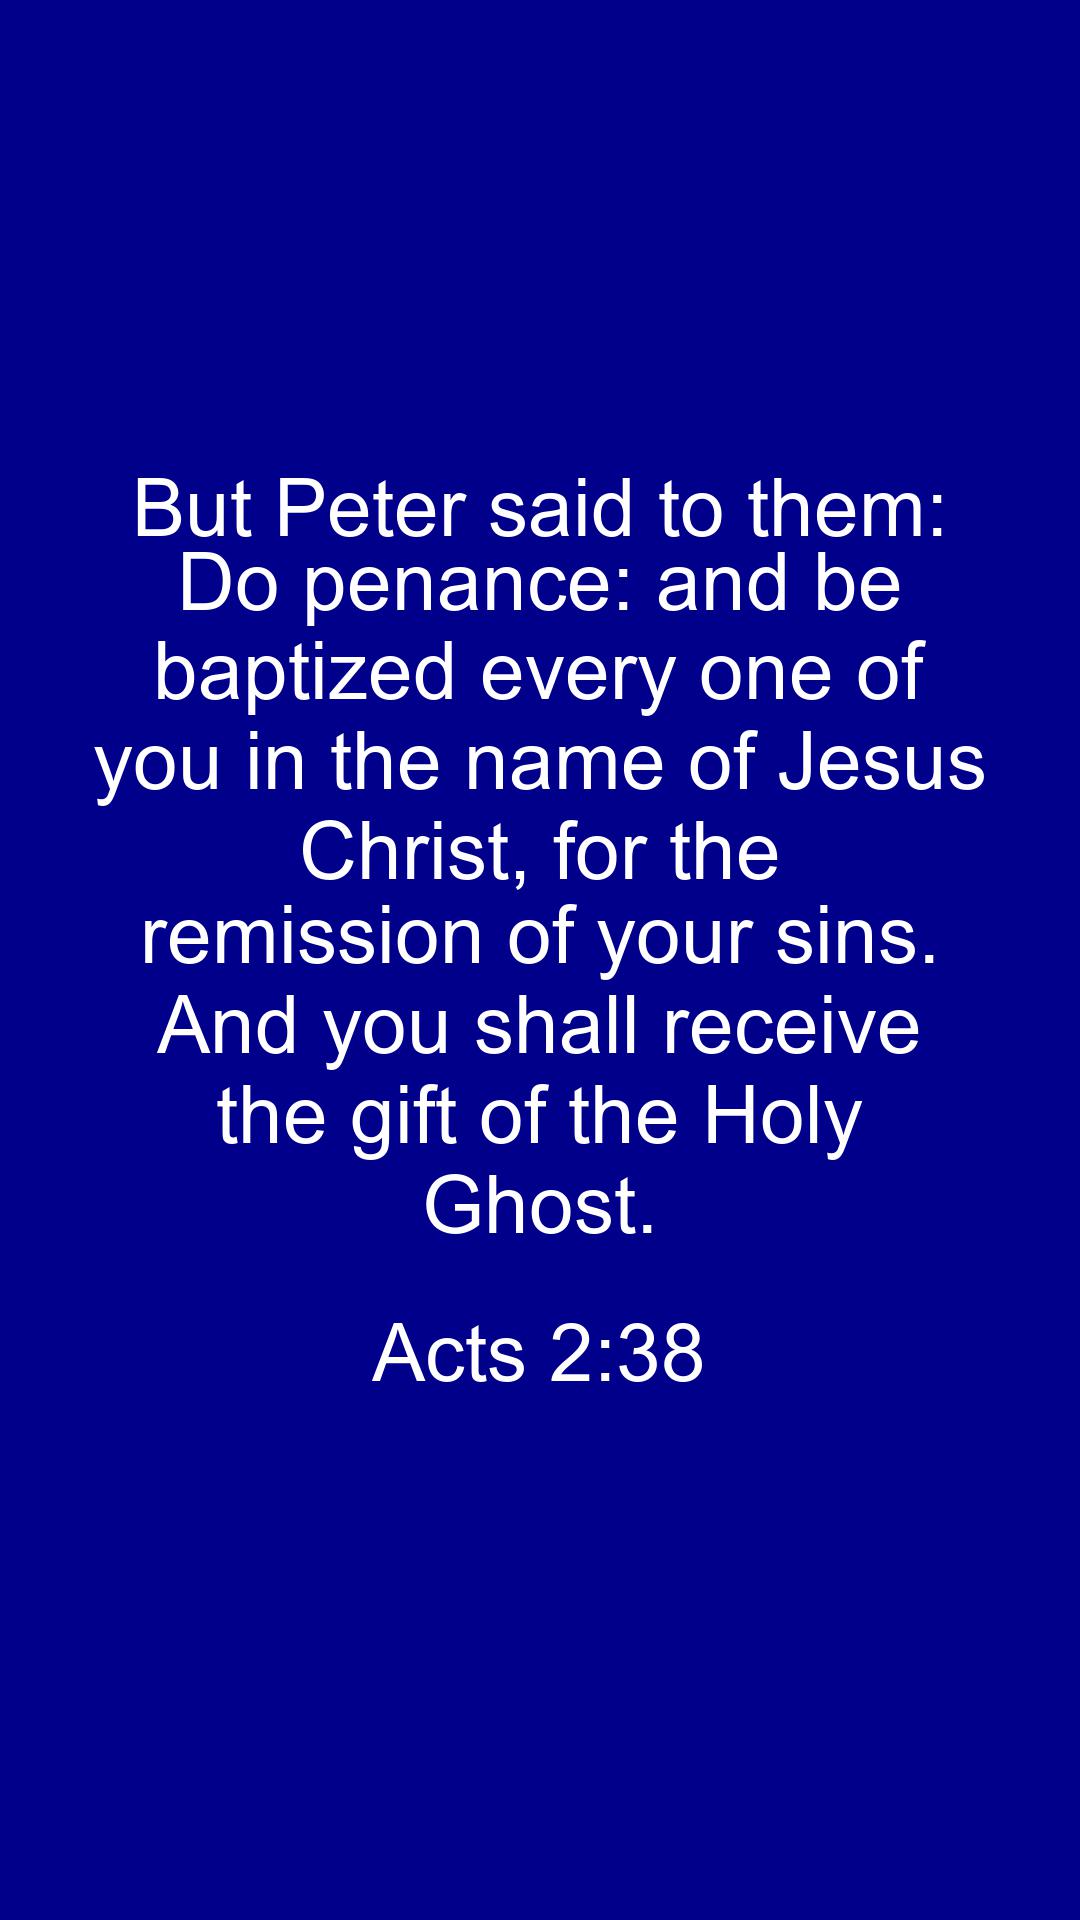 But Peter said to them:
Do penance: and be
baptized every one of
you in the name of Jesus
Christ, for the
remission of your sins.
And you shall receive
the gift of the Holy
Ghost.
Acts 2:38